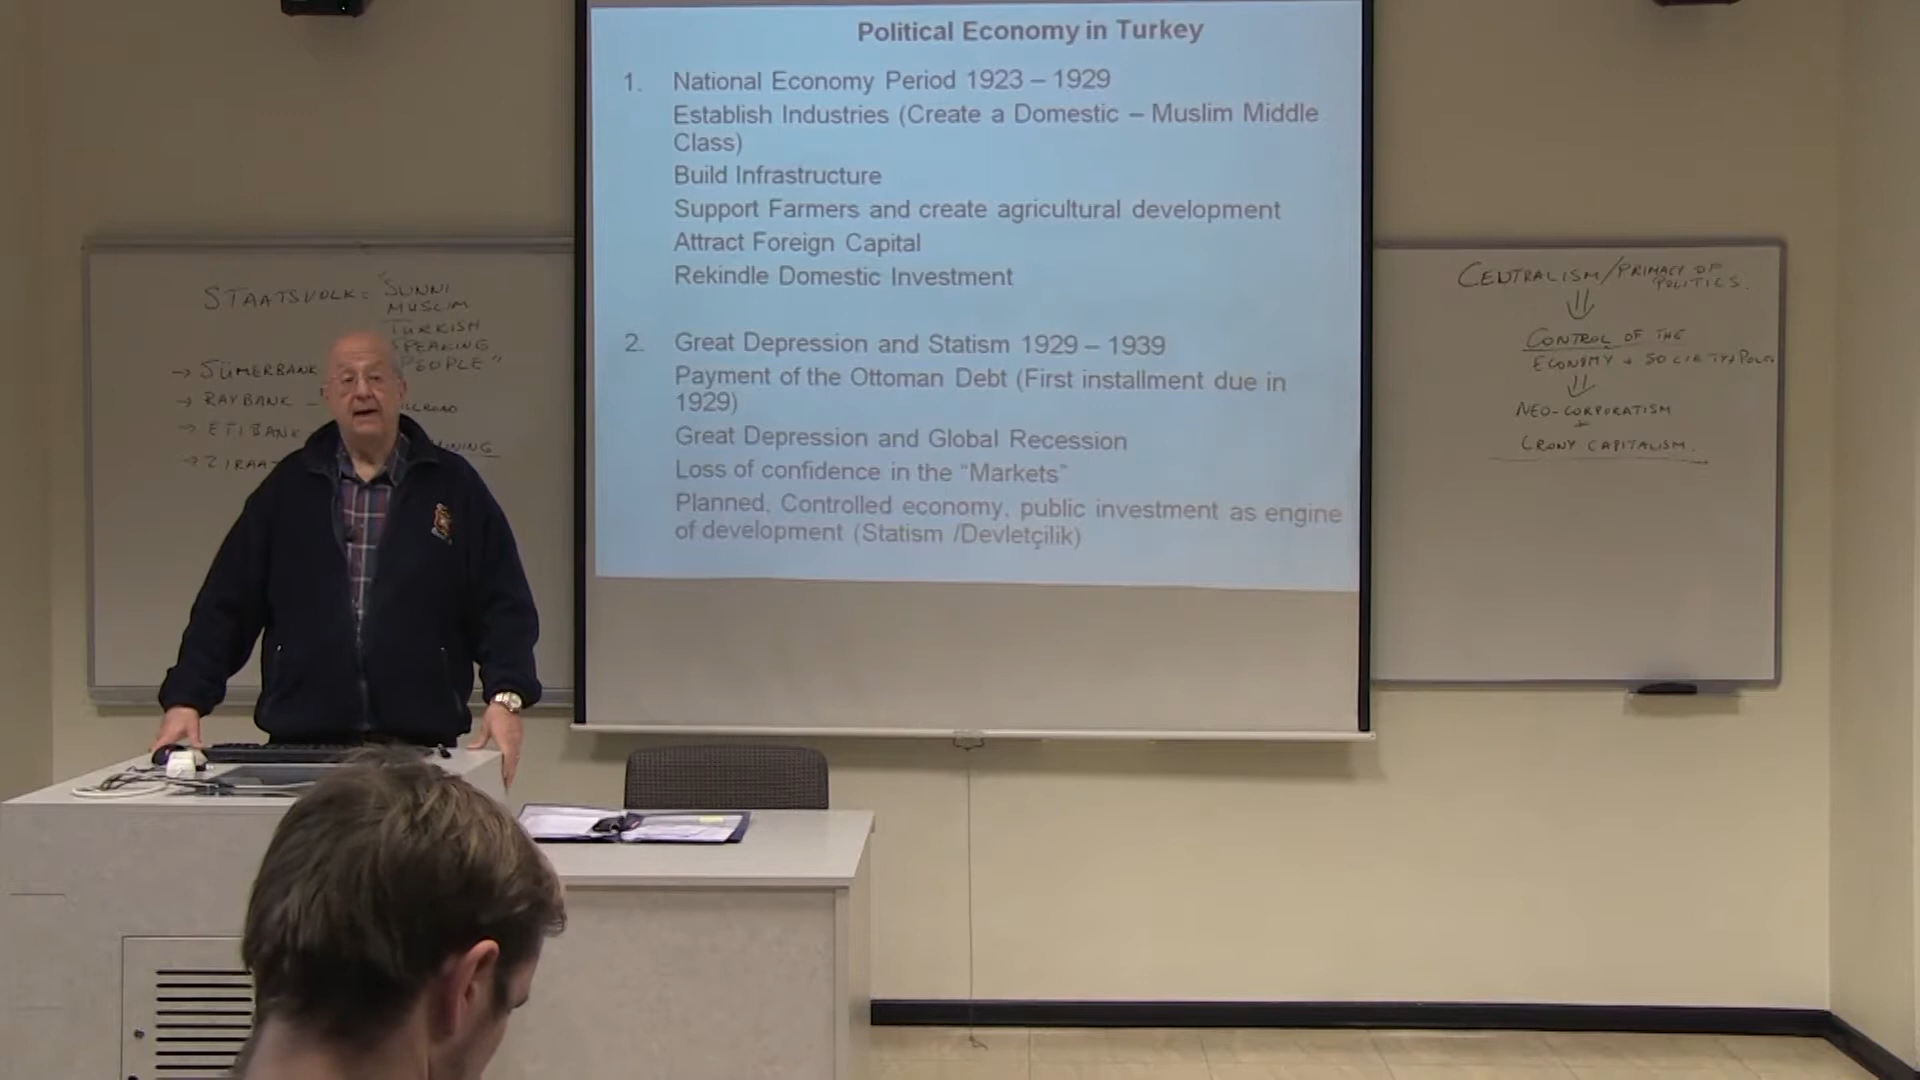 Political Economy in Turkey
1. National Economy Period 1923 – 1929
Establish Industries (Create a Domestic – Muslim Middle
Class)
Build Infrastructure
Support Farmers and create agricultural development
Attract Foreign Capital
Rekindle Domestic Investment
2. Great Depression and Statism 1929 – 1939
Payment of the Ottoman Debt (First installment due in
1929)
Great Depression and Global Recession
Loss of confidence in the “Markets”
Planned, Controlled economy, public investment as engine
of development (Statism /Devletçilik)
STAATSVOLK = "SUNNI
MUSLIM
TURKISH
SPEAKING
PEOPLE"
→ SÜMERBANK
→ RAYBANK –
→ ETIBANK
→ ZIRAAT
CENTRALISM/PRIMACY OF
POLITICS.
⇓
CONTROL OF THE
ECONOMY + SOCIETY +
⇓
NEO-CORPORATISM
+
CRONY CAPITALISM.